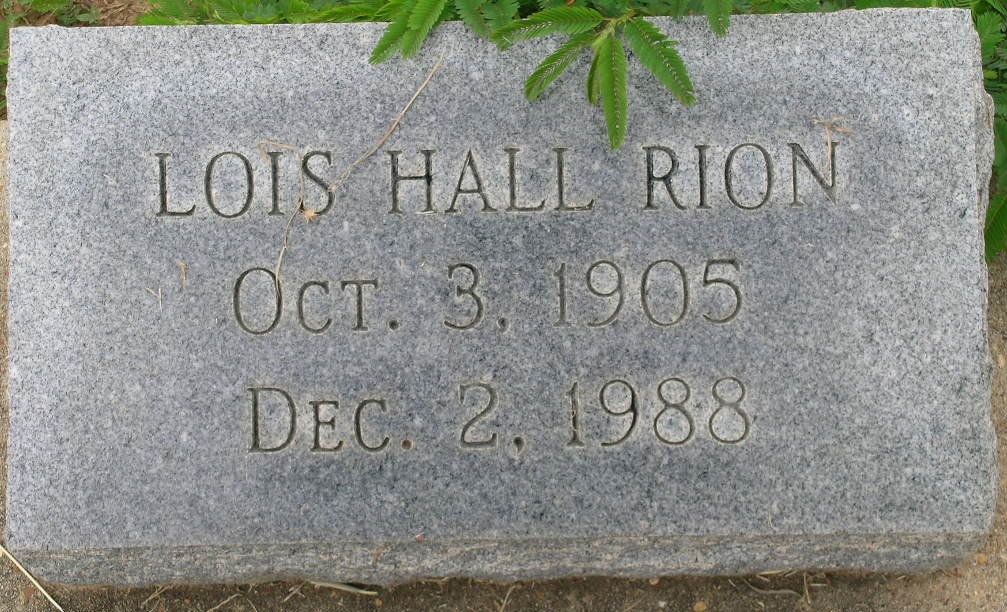 LOIS HALL RION
OCT. 3, 1905
DEC. 2, 1988